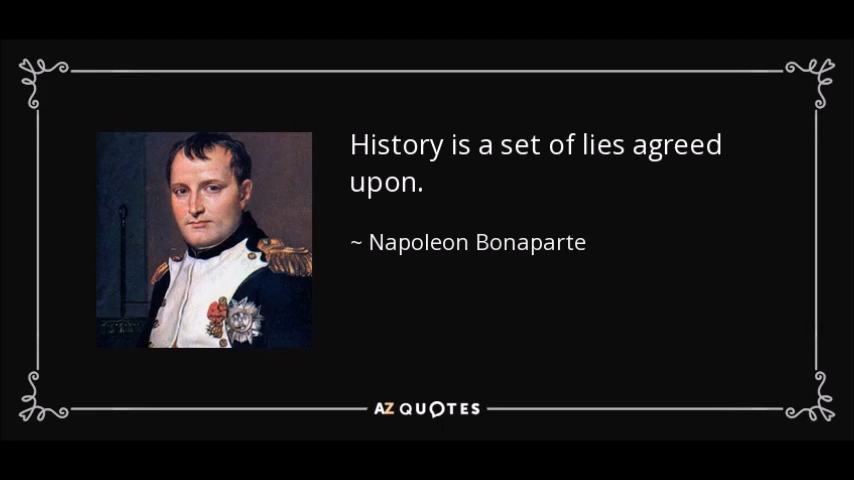 History is a set of lies agreed
upon.
~ Napoleon Bonaparte
AZ QUOTES